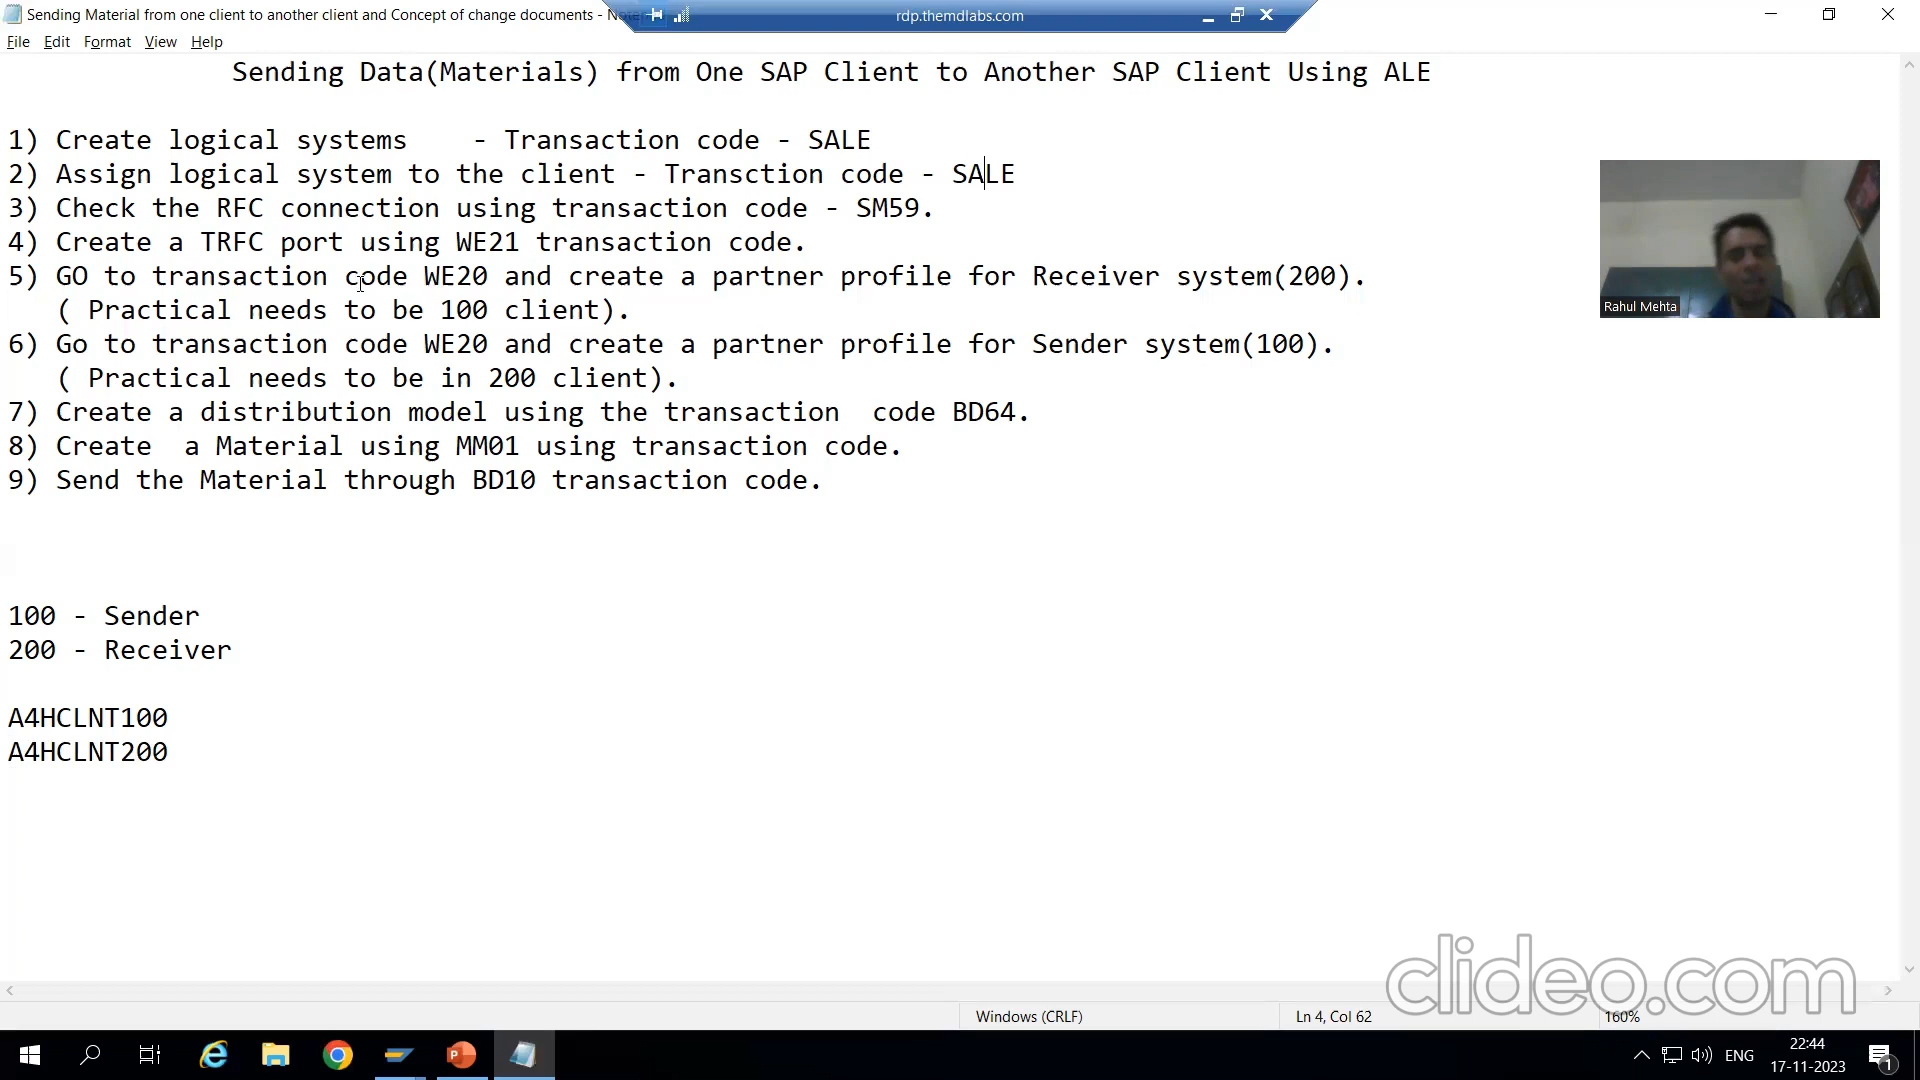 Sending Material from one client to another client and Concept of change documents - Note
rdp.themdlabs.com
File Edit Format View Help
Sending Data(Materials) from One SAP Client to Another SAP Client Using ALE
1) Create logical systems    - Transaction code - SALE
2) Assign logical system to the client - Transction code - SALE
3) Check the RFC connection using transaction code - SM59.
4) Create a TRFC port using WE21 transaction code.
5) GO to transaction code WE20 and create a partner profile for Receiver system(200).
( Practical needs to be 100 client).
6) Go to transaction code WE20 and create a partner profile for Sender system(100).
( Practical needs to be in 200 client).
7) Create a distribution model using the transaction  code BD64.
8) Create  a Material using MM01 using transaction code.
9) Send the Material through BD10 transaction code.
Rahul Mehta
100 - Sender
200 - Receiver
A4HCLNT100
A4HCLNT200
clideo.com
Windows (CRLF)
Ln 4, Col 62
160%
ENG
22:44
17-11-2023
1